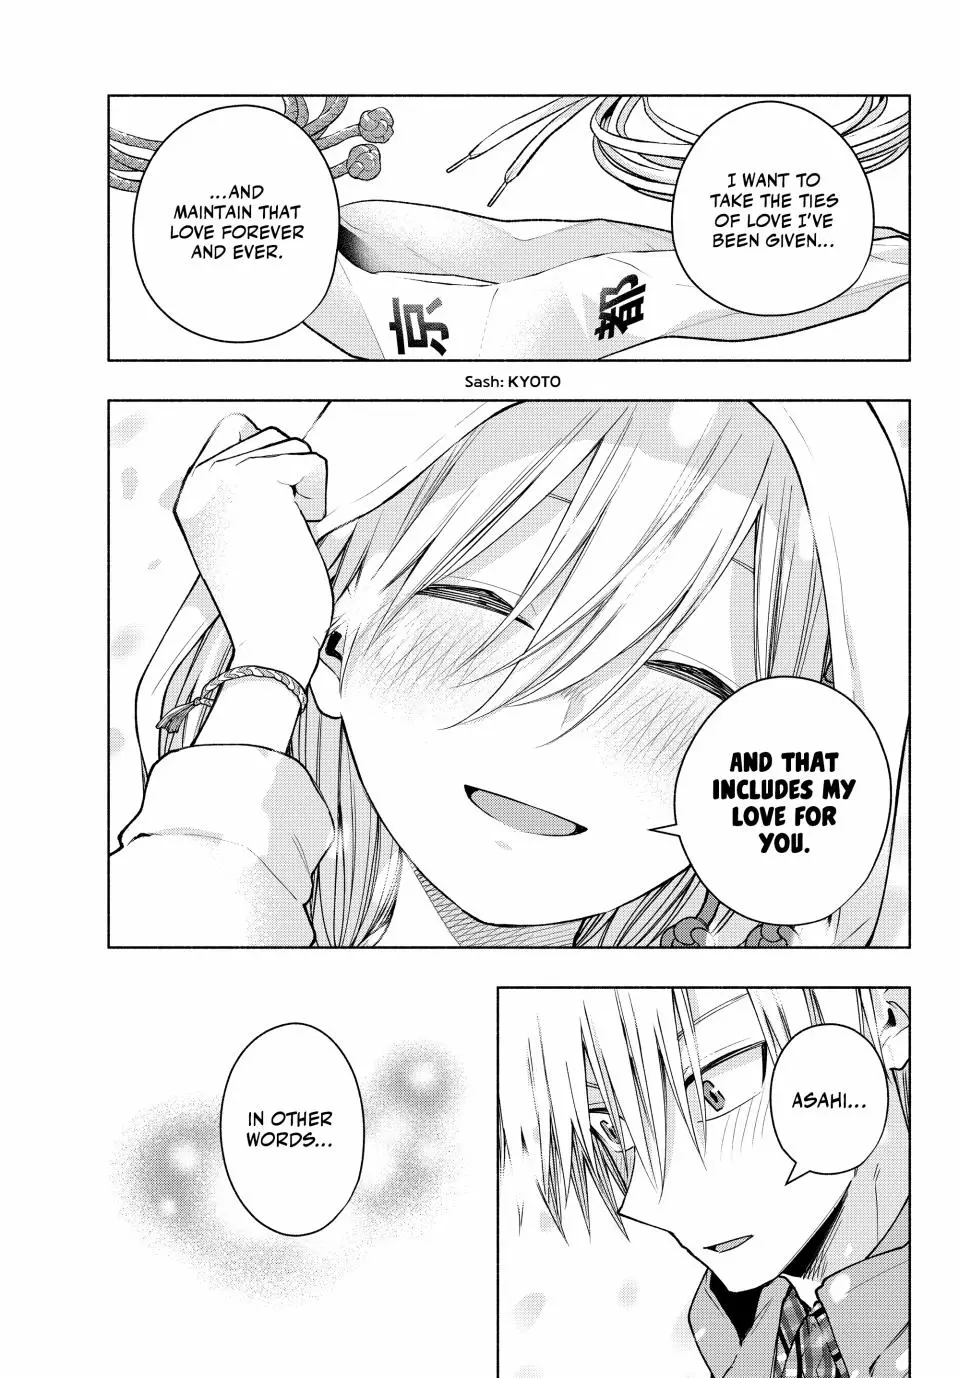 I WANT TO
TAKE THE TIES
OF LOVE I'VE
BEEN GIVEN...
...AND
MAINTAIN THAT
LOVE FOREVER
AND EVER.
京都
Sash: KYOTO
AND THAT
INCLUDES MY
LOVE FOR
YOU.
ASAHI...
IN OTHER
WORDS...